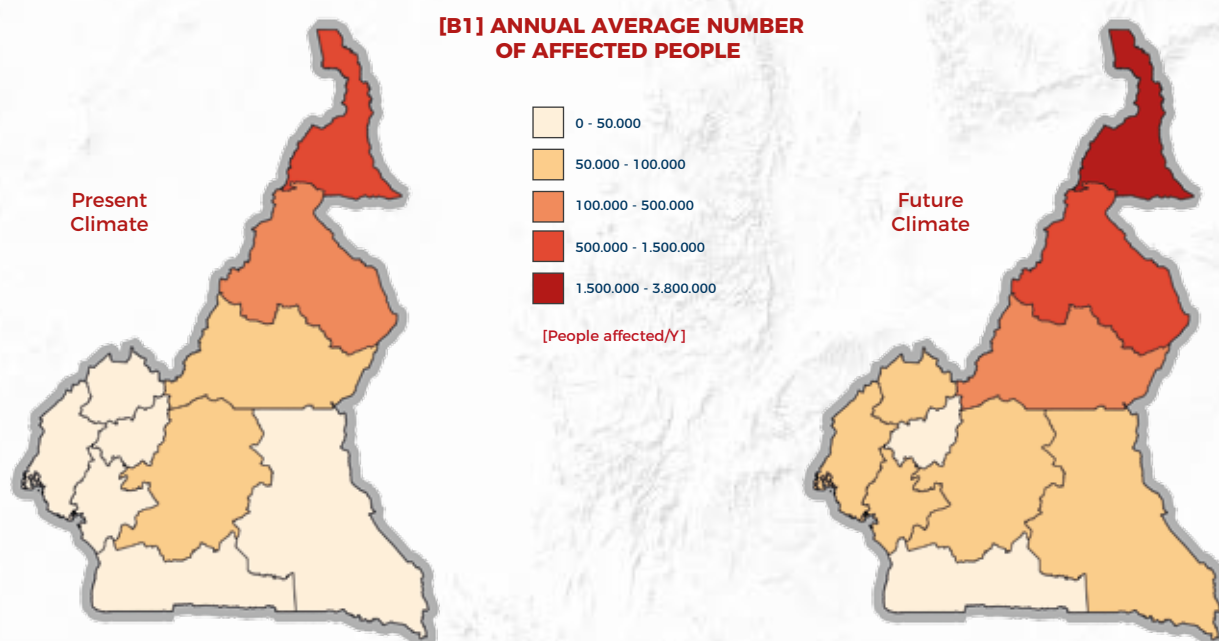 [B1] ANNUAL AVERAGE NUMBER
OF AFFECTED PEOPLE
Present
Climate
0 - 50.000
50.000 - 100.000
100.000 - 500.000
500.000 - 1.500.000
1.500.000 - 3.800.000
[People affected/Y]
Future
Climate